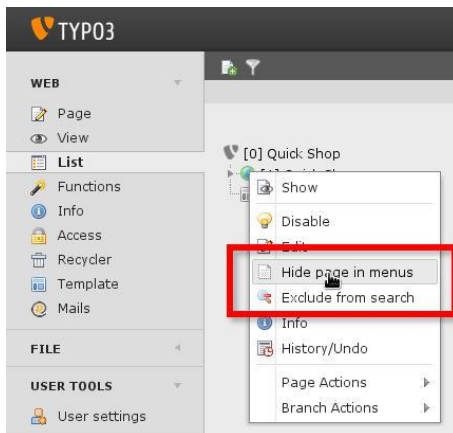 TYPO3
WEB
Page
View
List
Functions
Info
Access
Recycler
Template
Mails
FILE
USER TOOLS
User settings
[0] Quick Shop
Show
Disable
Edit
Hide page in menus
Exclude from search
Info
History/Undo
Page Actions
Branch Actions